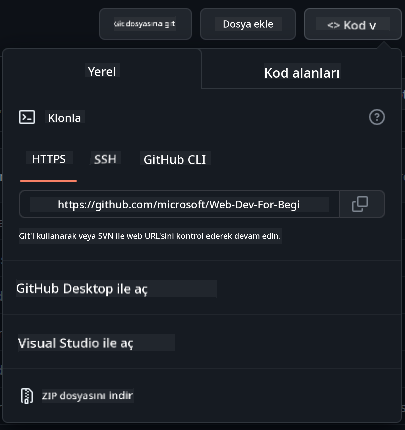 Git dosyasına git
Dosya ekle
<> Kod v
Yerel
Kod alanları
Klonla
?
HTTPS
SSH
GitHub CLI
https://github.com/microsoft/Web-Dev-For-Begi
Git'i kullanarak veya SVN ile web URL'sini kontrol ederek devam edin.
GitHub Desktop ile aç
Visual Studio ile aç
ZIP dosyasını indir